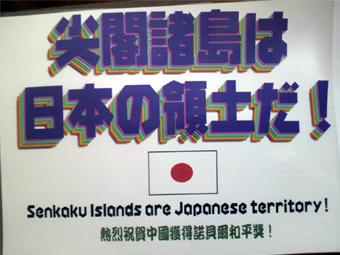 尖閣諸島は
日本の領土だ！
Senkaku Islands are Japanese territory!
熱烈祝賀中國獲得諾貝爾和平獎！